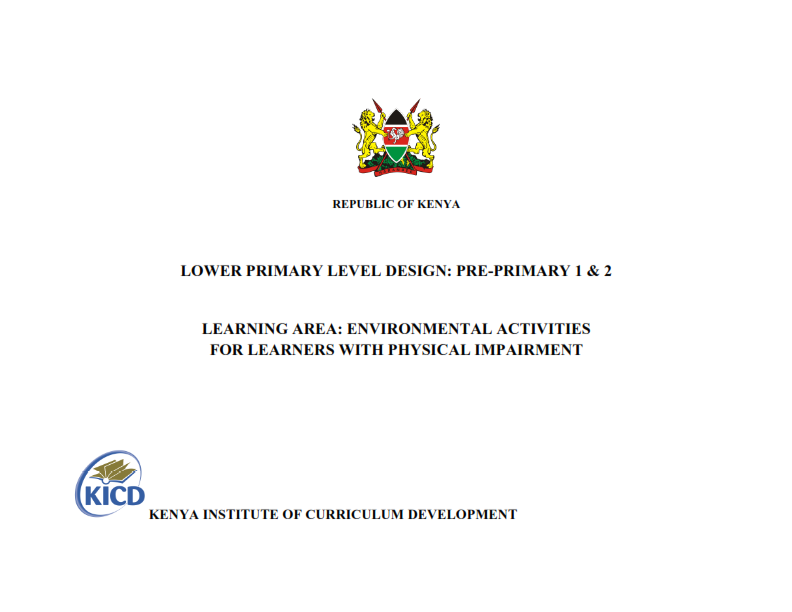 REPUBLIC OF KENYA
LOWER PRIMARY LEVEL DESIGN: PRE-PRIMARY 1 & 2
LEARNING AREA: ENVIRONMENTAL ACTIVITIES
FOR LEARNERS WITH PHYSICAL IMPAIRMENT
KICD
KENYA INSTITUTE OF CURRICULUM DEVELOPMENT